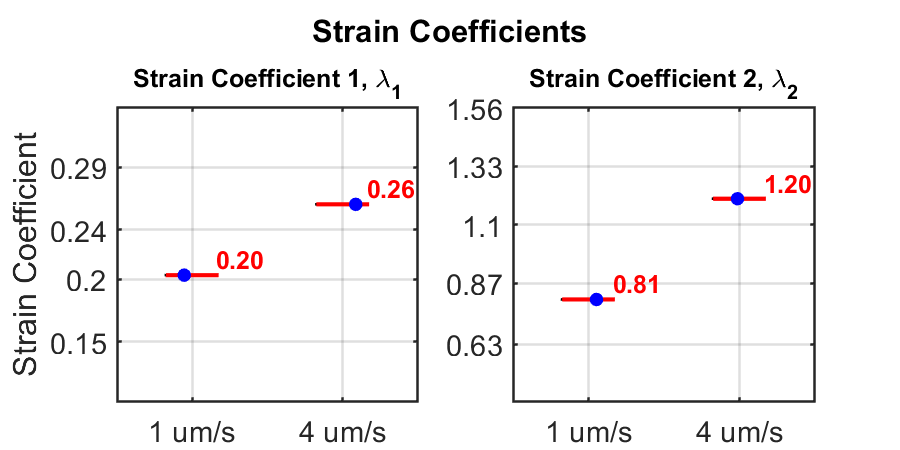 Strain Coefficients
Strain Coefficient 1, λ₁
Strain Coefficient
0.29
0.24
0.2
0.15
0.26
0.20
1 um/s
4 um/s
Strain Coefficient 2, λ₂
1.56
1.33
1.1
0.87
0.63
1.20
0.81
1 um/s
4 um/s